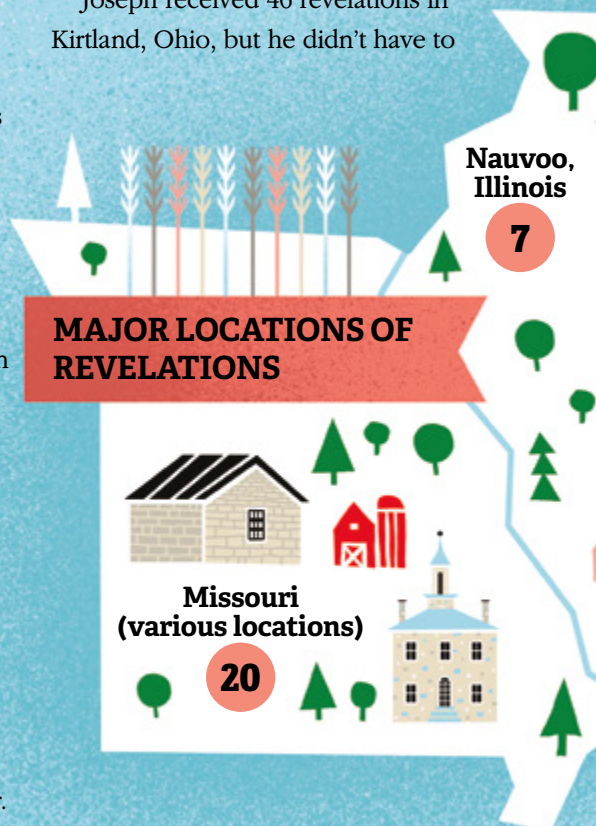 Joseph received 46 revelations in
Kirtland, Ohio, but he didn't have to
Nauvoo,
Illinois
7
MAJOR LOCATIONS OF
REVELATIONS
Missouri
(various locations)
20